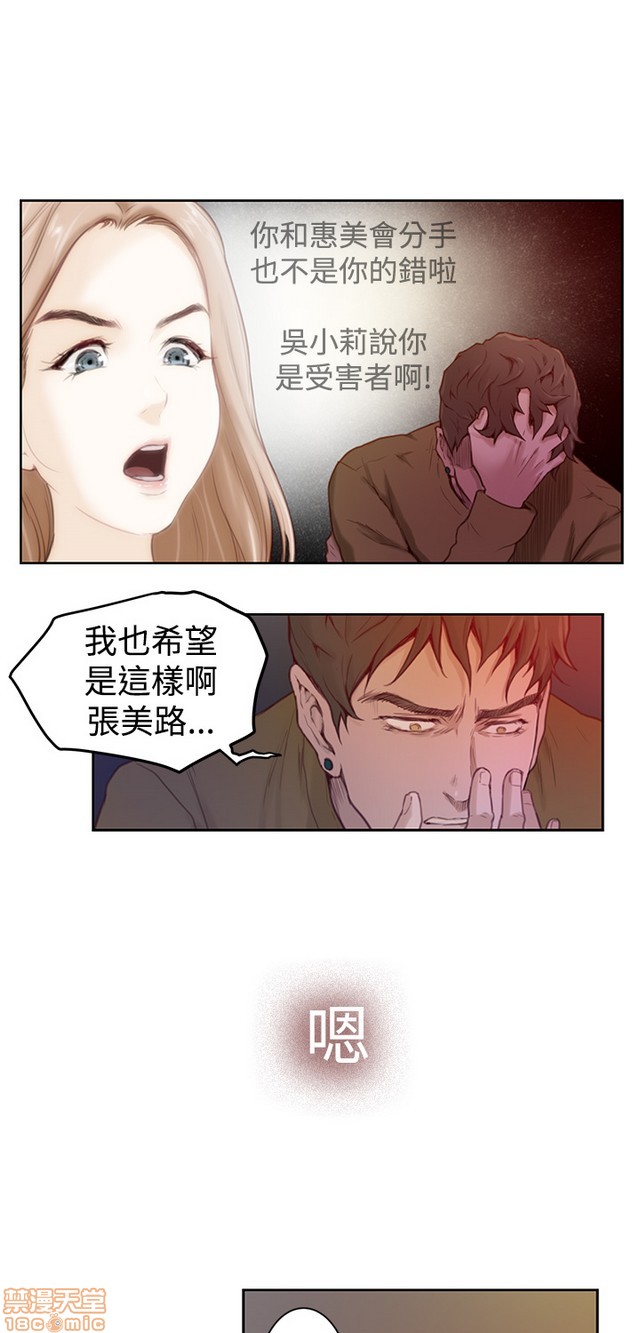 你和惠美會分手
也不是你的錯啦
吳小莉說你
是受害者啊!
我也希望
是這樣啊
張美路...
嗯
禁漫天堂
18COMIC